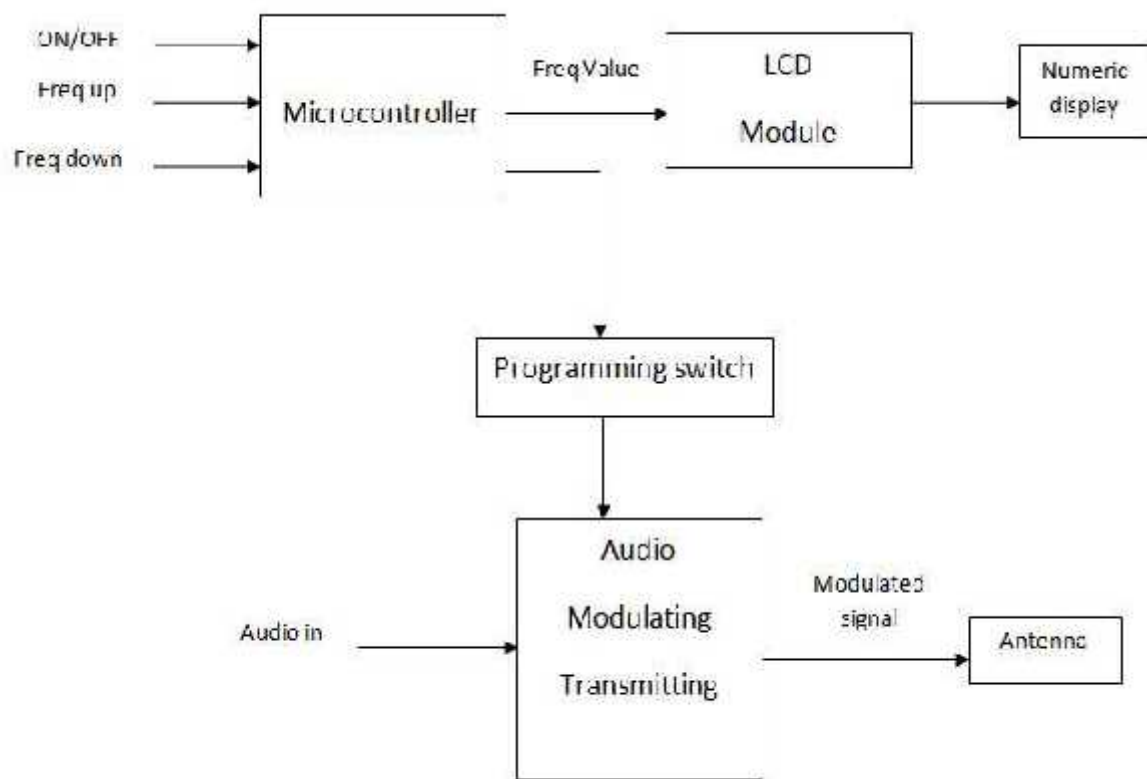 ON/OFF
Freq up
Freq down
Microcontroller
Freq Value
LCD
Module
Numeric
display
Programming switch
Audio
Modulating
Transmitting
Audio in
Modulated
signal
Antenna